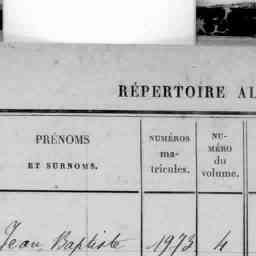 RÉPERTOIRE AL
PRÉNOMS
ET SURNOMS.
NUMÉROS
ma-
tricules.
NU-
MÉRO
du
volume.
Jean Baptiste 1973 4